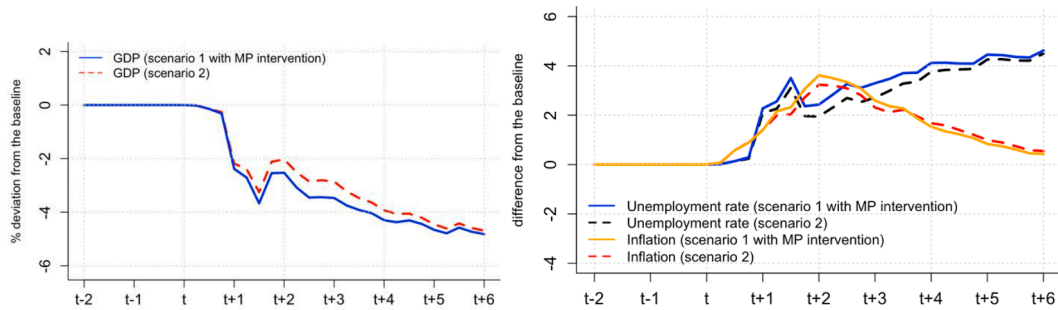 % deviation from the baseline
2
0
-2
-4
-6
GDP (scenario 1 with MP intervention)
GDP (scenario 2)
t-2 t-1 t t+1 t+2 t+3 t+4 t+5 t+6
difference from the baseline
6
4
2
0
-2
-4
Unemployment rate (scenario 1 with MP intervention)
Unemployment rate (scenario 2)
Inflation (scenario 1 with MP intervention)
Inflation (scenario 2)
t-2 t-1 t t+1 t+2 t+3 t+4 t+5 t+6